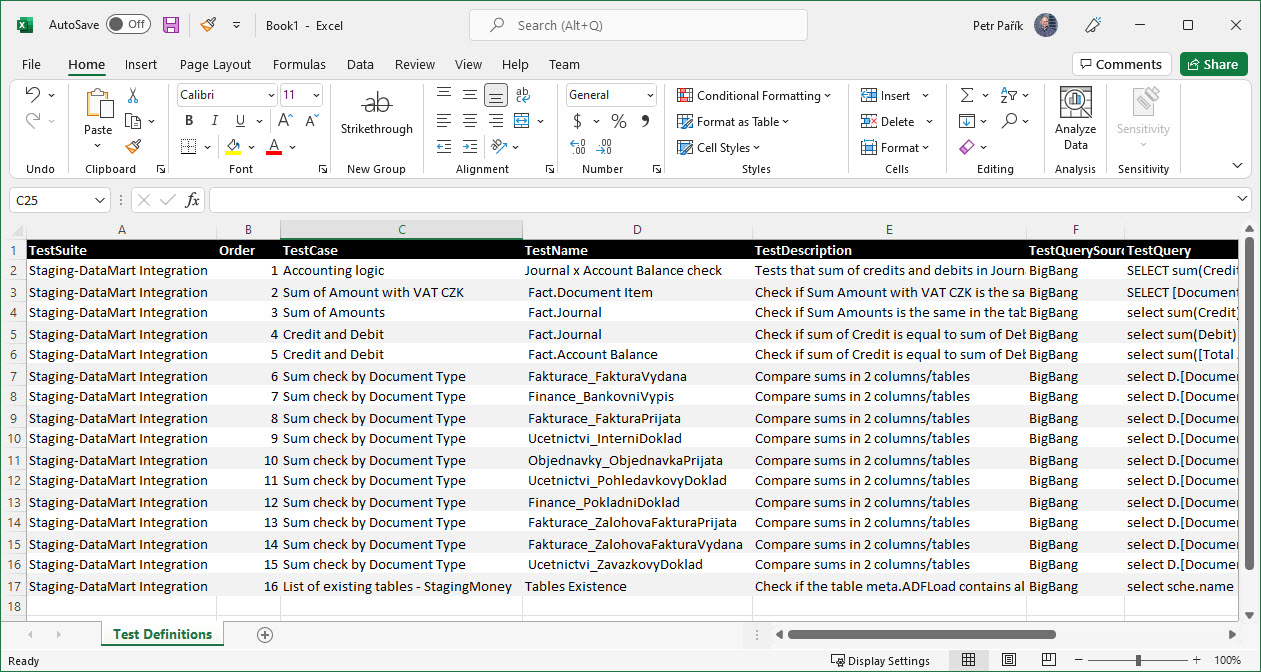 AutoSave Off Book1 - Excel Search (Alt+Q) Petr Pařík
File Home Insert Page Layout Formulas Data Review View Help Team Comments Share
Calibri 11 ab General Conditional Formatting Insert
Paste B I U A A Strikethrough $ % Format as Table Delete Analyze Data Sensitivity
A Cell Styles Format
Undo Clipboard Font New Group Alignment Number Styles Cells Editing Analysis Sensitivity
C25 fx
A B C D E F
1 TestSuite Order TestCase TestName TestDescription TestQuerySourc TestQuery
2 Staging-DataMart Integration 1 Accounting logic Journal x Account Balance check Tests that sum of credits and debits in Journ BigBang SELECT sum(Credit
3 Staging-DataMart Integration 2 Sum of Amount with VAT CZK Fact.Document Item Check if Sum Amount with VAT CZK is the sa BigBang SELECT [Document
4 Staging-DataMart Integration 3 Sum of Amounts Fact.Journal Check if Sum Amounts is the same in the tab BigBang select sum(Credit)
5 Staging-DataMart Integration 4 Credit and Debit Fact.Journal Check if sum of Credit is equal to sum of Deb BigBang select sum(Debit)
6 Staging-DataMart Integration 5 Credit and Debit Fact.Account Balance Check if sum of Credit is equal to sum of Deb BigBang select sum([Total
7 Staging-DataMart Integration 6 Sum check by Document Type Fakturace_FakturaVydana Compare sums in 2 columns/tables BigBang select D.[Documen
8 Staging-DataMart Integration 7 Sum check by Document Type Finance_BankovniVypis Compare sums in 2 columns/tables BigBang select D.[Documen
9 Staging-DataMart Integration 8 Sum check by Document Type Fakturace_FakturaPrijata Compare sums in 2 columns/tables BigBang select D.[Documen
10 Staging-DataMart Integration 9 Sum check by Document Type Ucetnictvi_InterniDoklad Compare sums in 2 columns/tables BigBang select D.[Documen
11 Staging-DataMart Integration 10 Sum check by Document Type Objednavky_ObjednavkaPrijata Compare sums in 2 columns/tables BigBang select D.[Documen
12 Staging-DataMart Integration 11 Sum check by Document Type Ucetnictvi_PohledavkovyDoklad Compare sums in 2 columns/tables BigBang select D.[Documen
13 Staging-DataMart Integration 12 Sum check by Document Type Finance_PokladniDoklad Compare sums in 2 columns/tables BigBang select D.[Documen
14 Staging-DataMart Integration 13 Sum check by Document Type Fakturace_ZalohovaFakturaPrijata Compare sums in 2 columns/tables BigBang select D.[Documen
15 Staging-DataMart Integration 14 Sum check by Document Type Fakturace_ZalohovaFakturaVydana Compare sums in 2 columns/tables BigBang select D.[Documen
16 Staging-DataMart Integration 15 Sum check by Document Type Ucetnictvi_ZavazkovyDoklad Compare sums in 2 columns/tables BigBang select D.[Documen
17 Staging-DataMart Integration 16 List of existing tables - StagingMoney Tables Existence Check if the table meta.ADFLoad contains al BigBang select sche.name
18
Test Definitions
Ready Display Settings 100%